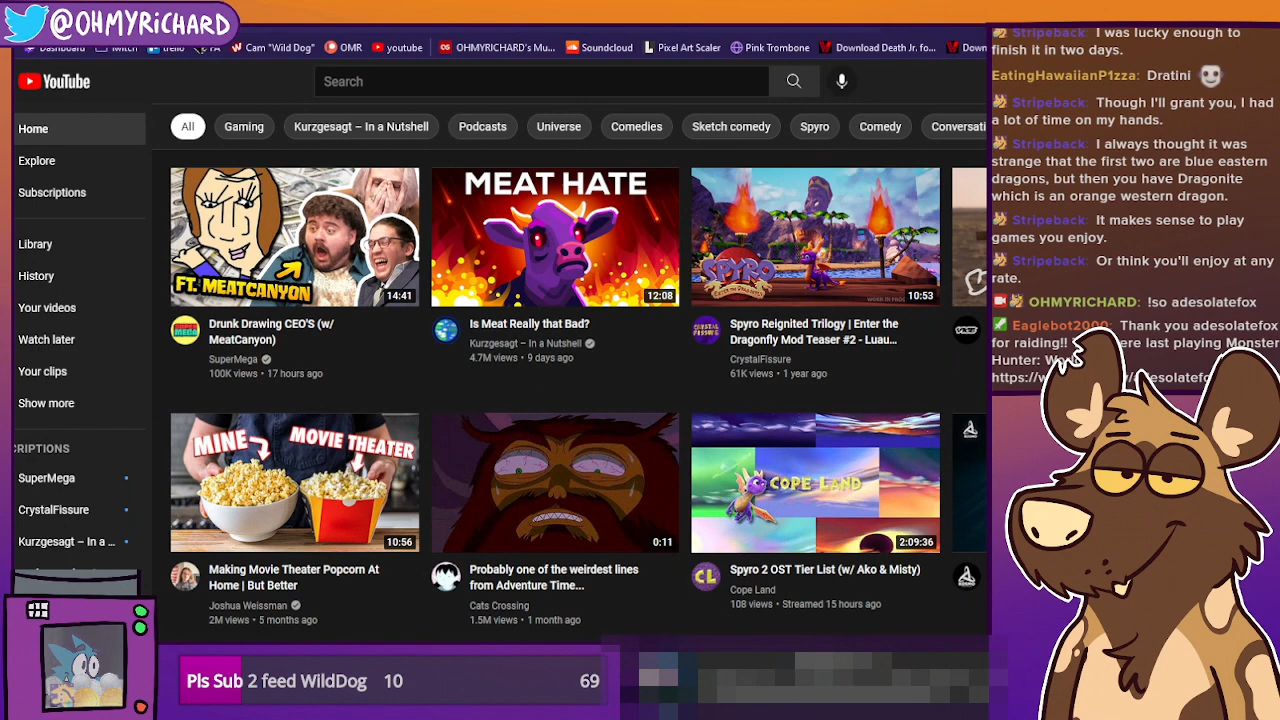 @OHMYRiCHARD
Dashboard
Twitch
Cam "Wild Dog"
OMR
youtube
OHMYRICHARD's Mu...
Soundcloud
Pixel Art Scaler
Pink Trombone
Download Death Jr. fo...
YouTube
Search
All
Gaming
Kurzgesagt – In a Nutshell
Podcasts
Universe
Comedies
Sketch comedy
Spyro
Comedy
Conversati
Home
Explore
Subscriptions
Library
History
Your videos
Watch later
Your clips
Show more
CRIPTIONS
SuperMega
CrystalFissure
Kurzgesagt – In a ...
FT. MEATCANYON
14:41
Drunk Drawing CEO'S (w/
MeatCanyon)
SuperMega
100K views • 17 hours ago
MEAT HATE
12:08
Is Meat Really that Bad?
Kurzgesagt – In a Nutshell
4.7M views • 9 days ago
SPYRO
10:53
Spyro Reignited Trilogy | Enter the
Dragonfly Mod Teaser #2 - Luau...
CrystalFissure
61K views • 1 year ago
MINE
MOVIE THEATER
10:56
Making Movie Theater Popcorn At
Home | But Better
Joshua Weissman
2M views • 5 months ago
0:11
Probably one of the weirdest lines
from Adventure Time...
Cats Crossing
1.5M views • 1 month ago
COPE LAND
2:09:36
CL
Spyro 2 OST Tier List (w/ Ako & Misty)
Cope Land
108 views • Streamed 15 hours ago
Stripeback: I was lucky enough to
finish it in two days.
EatingHawaiianP1zza: Dratini
Stripeback: Though I'll grant you, I had
a lot of time on my hands.
Stripeback: I always thought it was
strange that the first two are blue eastern
dragons, but then you have Dragonite
which is an orange western dragon.
Stripeback: It makes sense to play
games you enjoy.
Stripeback: Or think you'll enjoy at any
rate.
OHMYRICHARD: !so adesolatefox
Eaglebot2000: Thank you adesolatefox
for raiding!! ere last playing Monster
Hunter:
Pls Sub 2 feed WildDog 10 69